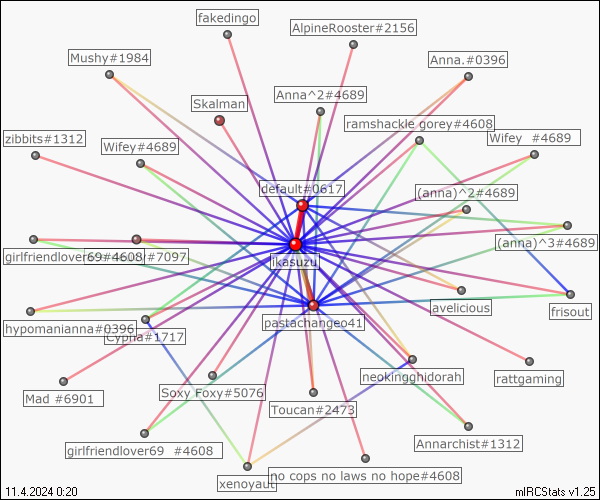 fakedingo
AlpineRooster#2156
Mushy#1984
Anna.#0396
Skalman
Anna^2#4689
ramshackle gorey#4608
zibbits#1312
Wifey#4689
Wifey #4689
default#0617
(anna)^2#4689
(anna)^3#4689
girlfriendlover69#4608
#7097
ikasuzu
avelicious
frisout
hypomanianna#0396
Cypha#1717
pastachangeo41
neokingghidorah
rattgaming
Mad #6901
Soxy Foxy#5076
Toucan#2473
girlfriendlover69 #4608
Annarchist#1312
xenoyaut
no cops no laws no hope#4608
11.4.2024 0:20
mIRCStats v1.25